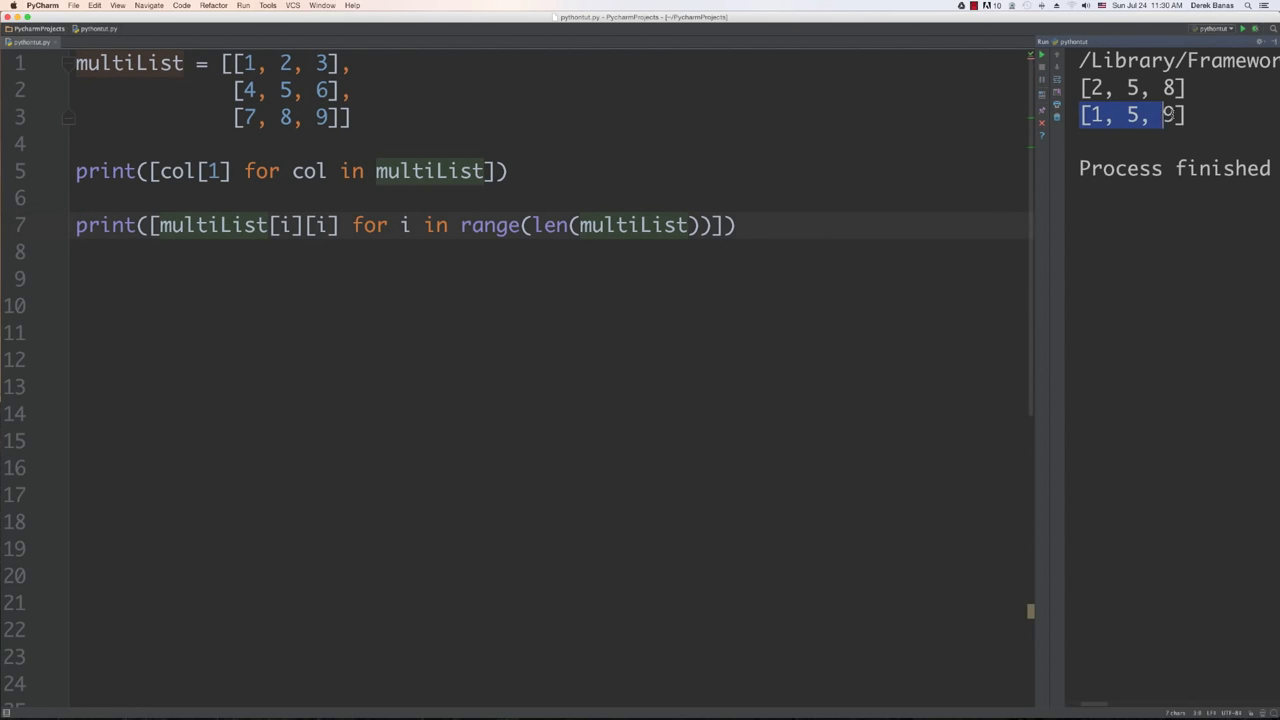 PyCharm File Edit View Navigate Code Refactor Run Tools VCS Window Help
10 Sun Jul 24 11:30 AM Derek Banas
pythontut.py - PycharmProjects - [~/PycharmProjects]
PycharmProjects pythontut.py pythontut
pythontut.py
Run pythontut
1 multiList = [[1, 2, 3],
2 [4, 5, 6],
3 [7, 8, 9]]
4
5 print([col[1] for col in multiList])
6
7 print([multiList[i][i] for i in range(len(multiList))])
8
9
10
11
12
13
14
15
16
17
18
19
20
21
22
23
24
/Library/Framewor
[2, 5, 8]
[1, 5, 9]
Process finished
7 chars 3:8 LF÷ UTF-8÷